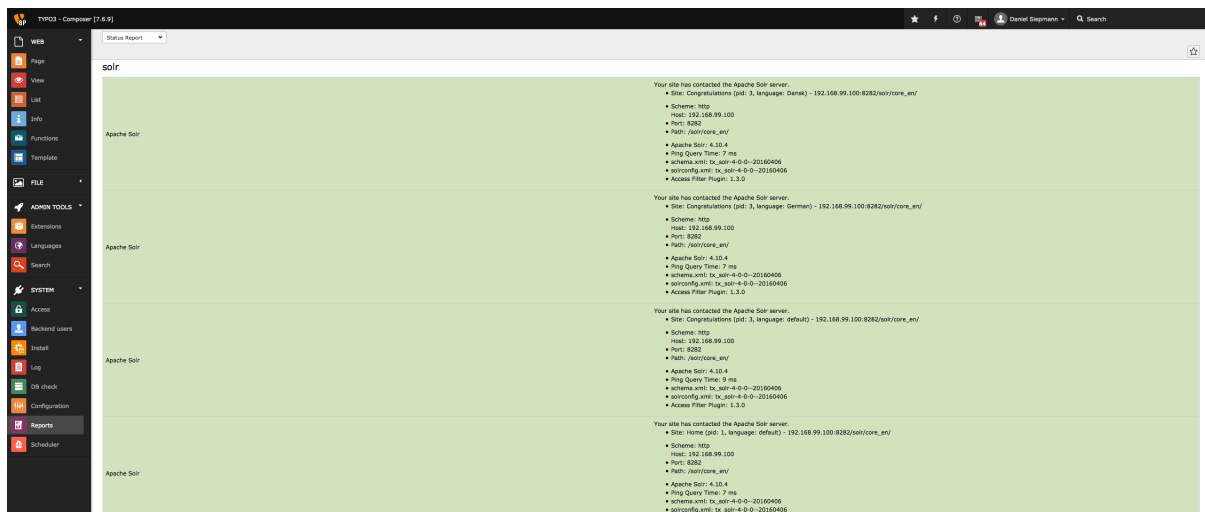 TYPO3 - Composer [7.6.9]
64
Daniel Siepmann
Search
WEB
Page
View
List
Info
Functions
Template
FILE
ADMIN TOOLS
Extensions
Languages
Search
SYSTEM
Access
Backend users
Install
Log
DB check
Configuration
Reports
Scheduler
Status Report
solr
Apache Solr
Your site has contacted the Apache Solr server.
• Site: Congratulations (pid: 3, language: Dansk) - 192.168.99.100:8282/solr/core_en/
• Scheme: http
Host: 192.168.99.100
• Port: 8282
• Path: /solr/core_en/
• Apache Solr: 4.10.4
• Ping Query Time: 7 ms
• schema.xml: tx_solr-4-0-0--20160406
• solrconfig.xml: tx_solr-4-0-0--20160406
• Access Filter Plugin: 1.3.0
Apache Solr
Your site has contacted the Apache Solr server.
• Site: Congratulations (pid: 3, language: German) - 192.168.99.100:8282/solr/core_en/
• Scheme: http
Host: 192.168.99.100
• Port: 8282
• Path: /solr/core_en/
• Apache Solr: 4.10.4
• Ping Query Time: 7 ms
• schema.xml: tx_solr-4-0-0--20160406
• solrconfig.xml: tx_solr-4-0-0--20160406
• Access Filter Plugin: 1.3.0
Apache Solr
Your site has contacted the Apache Solr server.
• Site: Congratulations (pid: 3, language: default) - 192.168.99.100:8282/solr/core_en/
• Scheme: http
Host: 192.168.99.100
• Port: 8282
• Path: /solr/core_en/
• Apache Solr: 4.10.4
• Ping Query Time: 9 ms
• schema.xml: tx_solr-4-0-0--20160406
• solrconfig.xml: tx_solr-4-0-0--20160406
• Access Filter Plugin: 1.3.0
Apache Solr
Your site has contacted the Apache Solr server.
• Site: Home (pid: 1, language: default) - 192.168.99.100:8282/solr/core_en/
• Scheme: http
Host: 192.168.99.100
• Port: 8282
• Path: /solr/core_en/
• Apache Solr: 4.10.4
• Ping Query Time: 7 ms
• schema.xml: tx_solr-4-0-0--20160406
• solrconfig.xml: tx_solr-4-0-0--20160406